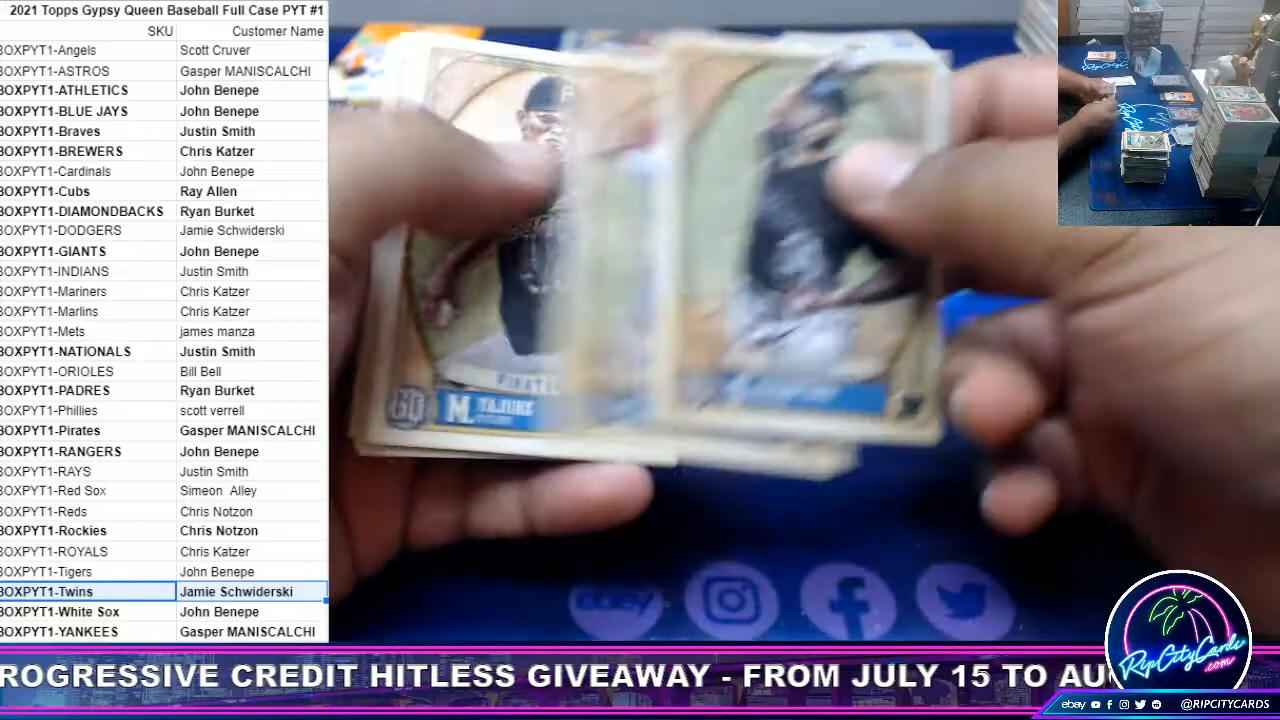 2021 Topps Gypsy Queen Baseball Full Case PYT #1
SKU Customer Name
BOXPYT1-Angels Scott Cruver
BOXPYT1-ASTROS Gasper MANISCALCHI
BOXPYT1-ATHLETICS John Benepe
BOXPYT1-BLUE JAYS John Benepe
BOXPYT1-Braves Justin Smith
BOXPYT1-BREWERS Chris Katzer
BOXPYT1-Cardinals John Benepe
BOXPYT1-Cubs Ray Allen
BOXPYT1-DIAMONDBACKS Ryan Burket
BOXPYT1-DODGERS Jamie Schwiderski
BOXPYT1-GIANTS John Benepe
BOXPYT1-INDIANS Justin Smith
BOXPYT1-Mariners Chris Katzer
BOXPYT1-Marlins Chris Katzer
BOXPYT1-Mets james manza
BOXPYT1-NATIONALS Justin Smith
BOXPYT1-ORIOLES Bill Bell
BOXPYT1-PADRES Ryan Burket
BOXPYT1-Phillies scott verrell
BOXPYT1-Pirates Gasper MANISCALCHI
BOXPYT1-RANGERS John Benepe
BOXPYT1-RAYS Justin Smith
BOXPYT1-Red Sox Simeon Alley
BOXPYT1-Reds Chris Notzon
BOXPYT1-Rockies Chris Notzon
BOXPYT1-ROYALS Chris Katzer
BOXPYT1-Tigers John Benepe
BOXPYT1-Twins Jamie Schwiderski
BOXPYT1-White Sox John Benepe
BOXPYT1-YANKEES Gasper MANISCALCHI
GQ
M
ebay
ROGRESSIVE CREDIT HITLESS GIVEAWAY - FROM JULY 15 TO AU
RipCityCards
.com
ebay @RIPCITYCARDS